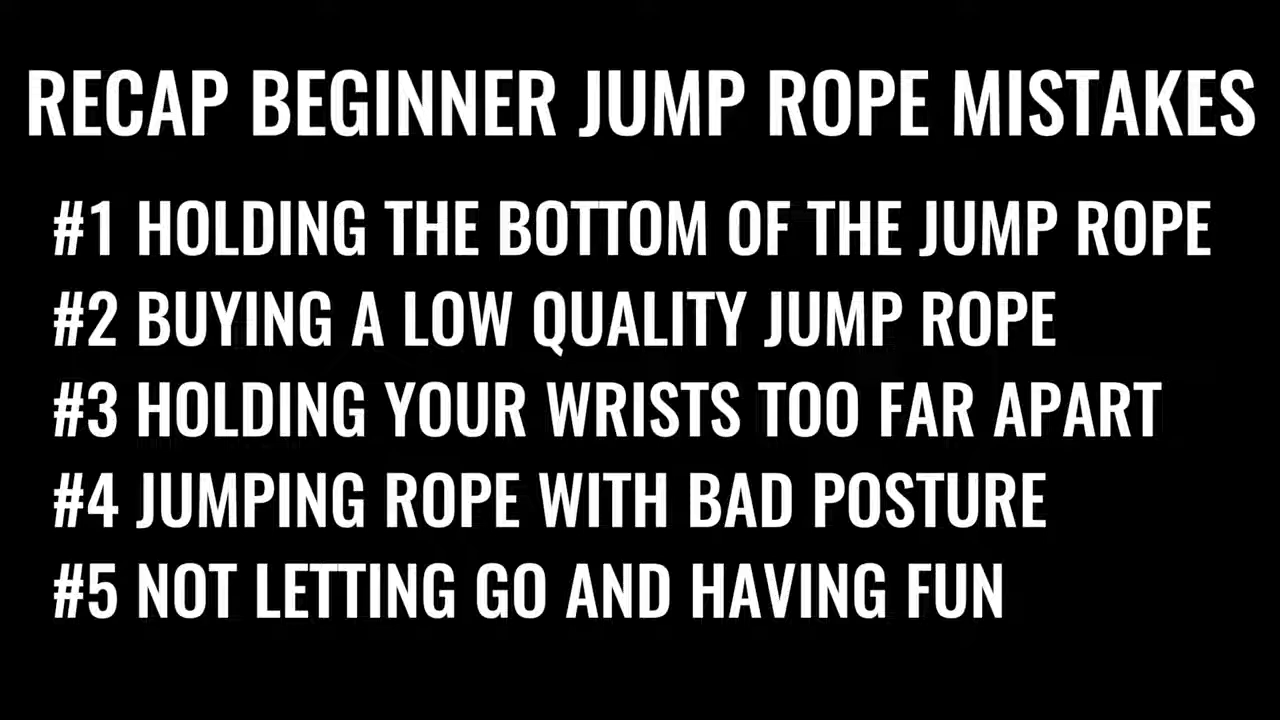 RECAP BEGINNER JUMP ROPE MISTAKES
#1 HOLDING THE BOTTOM OF THE JUMP ROPE
#2 BUYING A LOW QUALITY JUMP ROPE
#3 HOLDING YOUR WRISTS TOO FAR APART
#4 JUMPING ROPE WITH BAD POSTURE
#5 NOT LETTING GO AND HAVING FUN